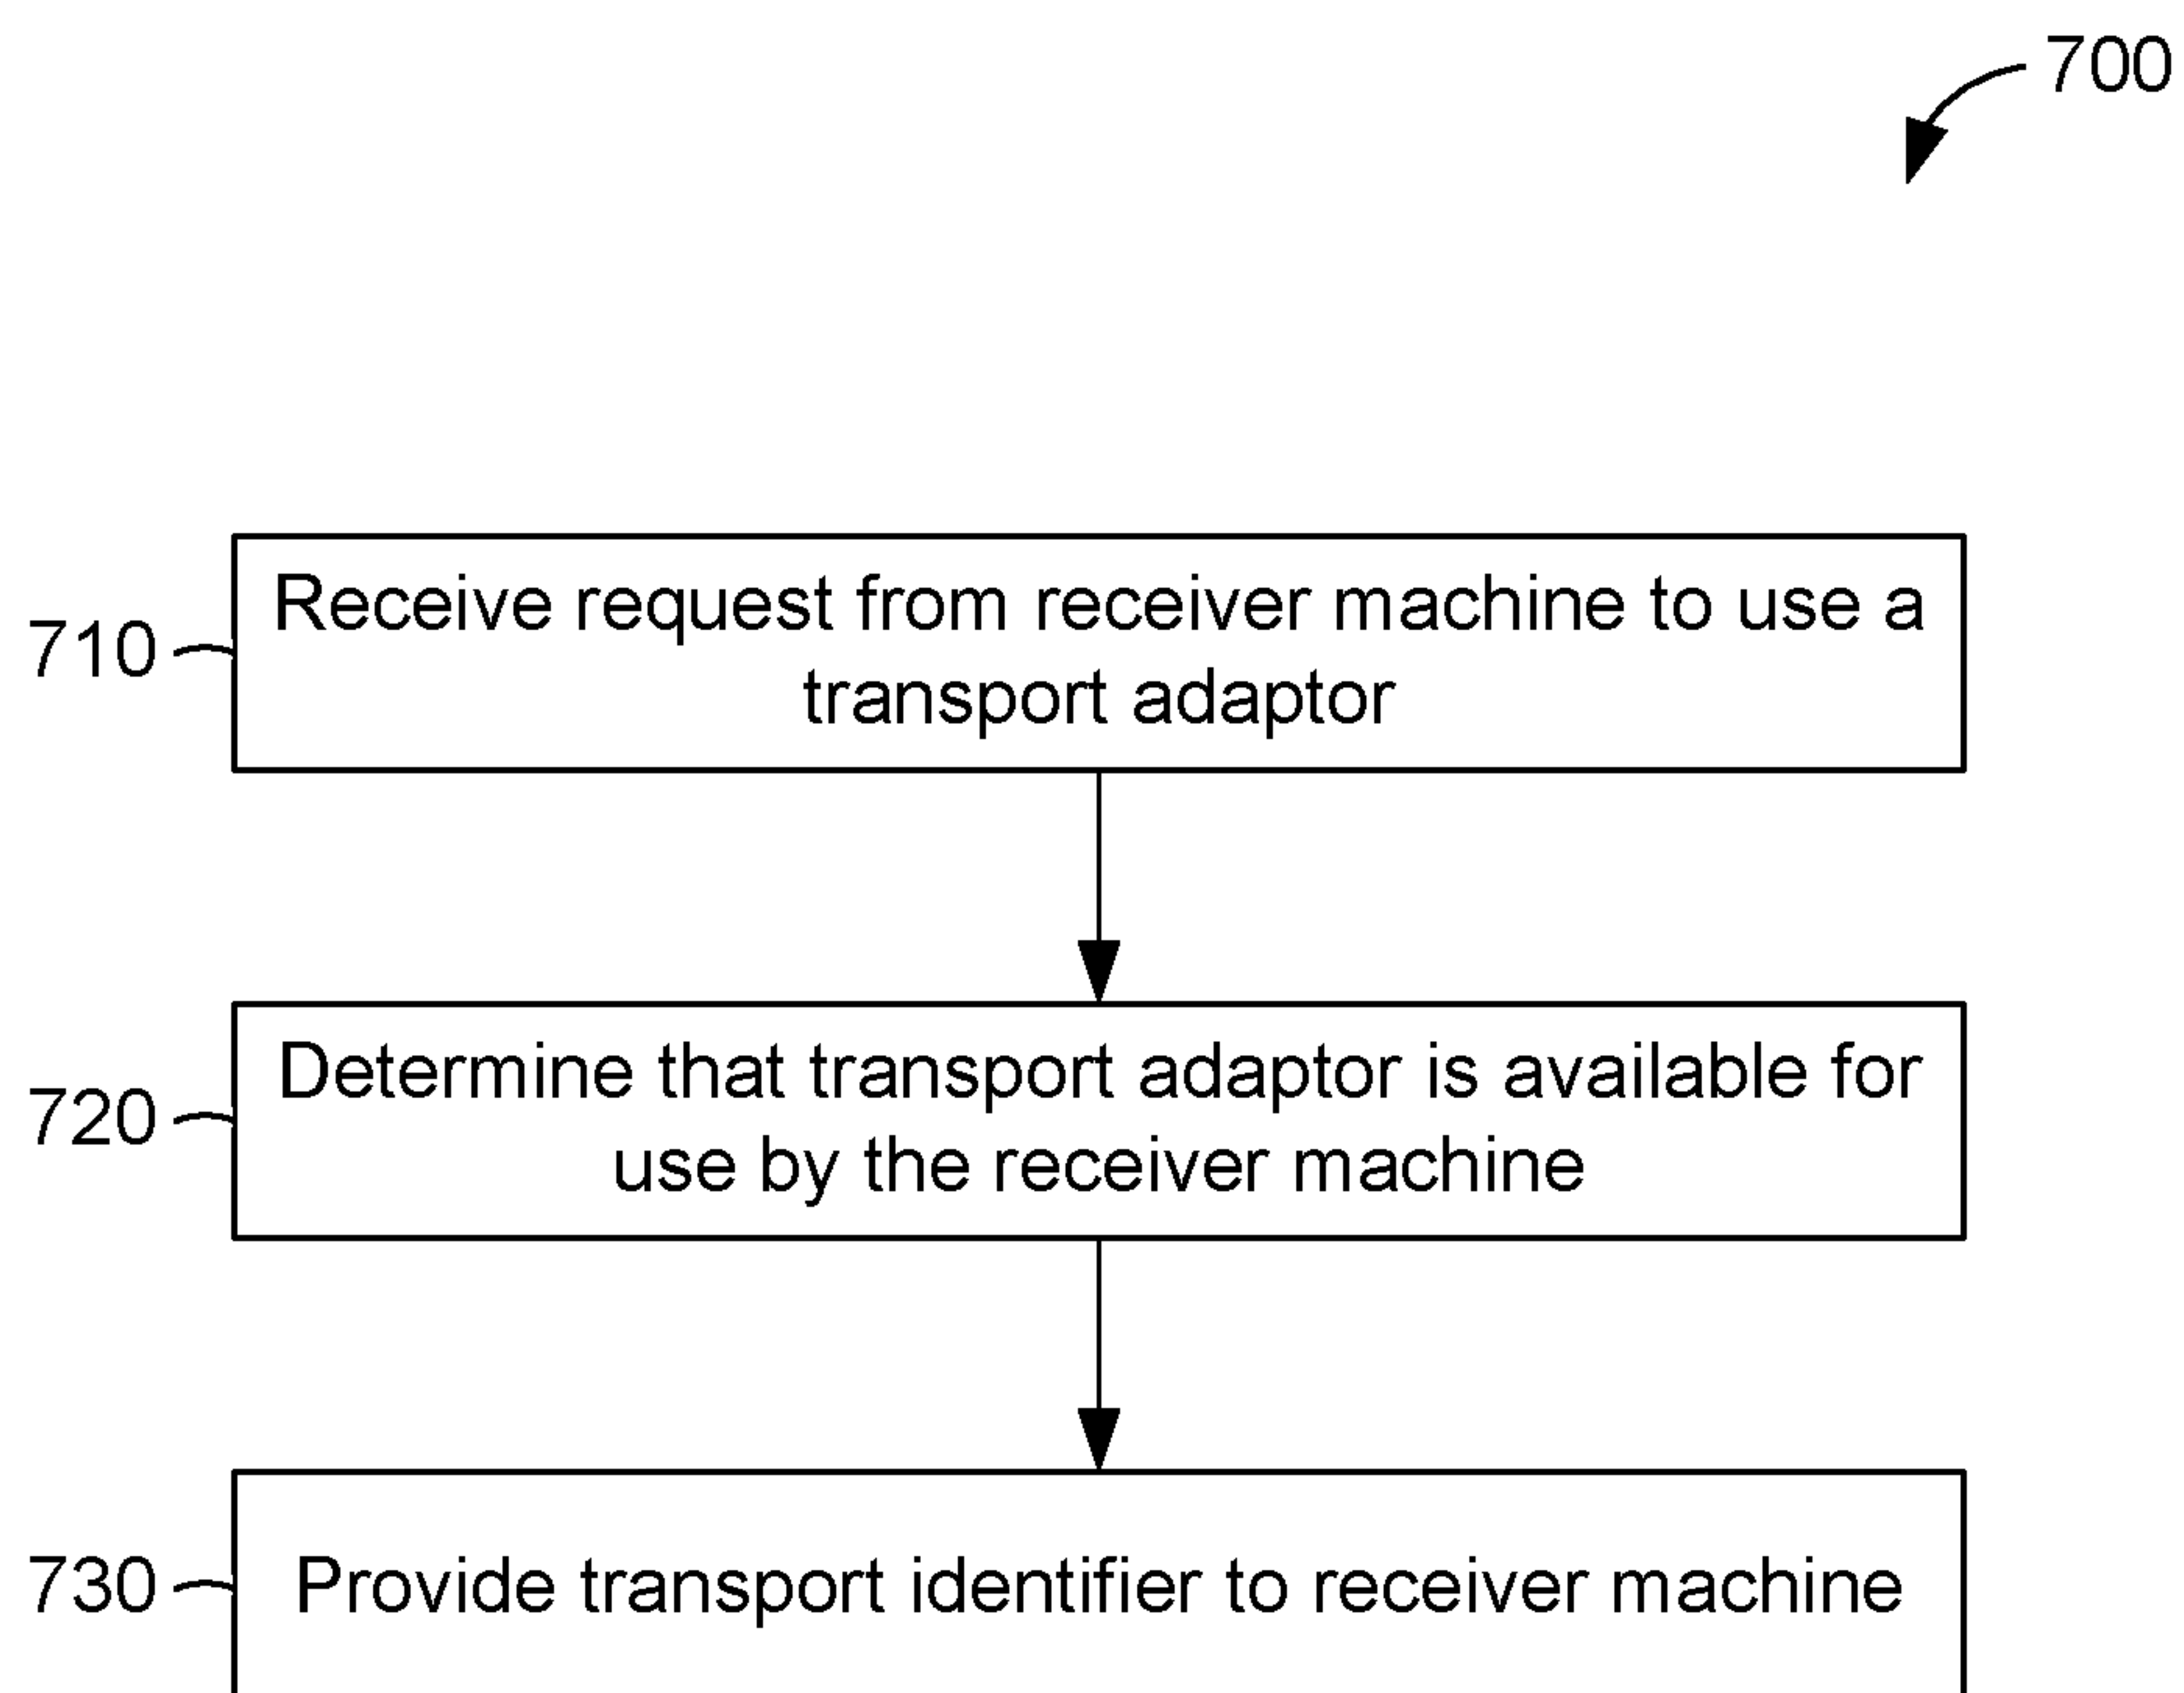 700
710
Receive request from receiver machine to use a
transport adaptor
720
Determine that transport adaptor is available for
use by the receiver machine
730
Provide transport identifier to receiver machine